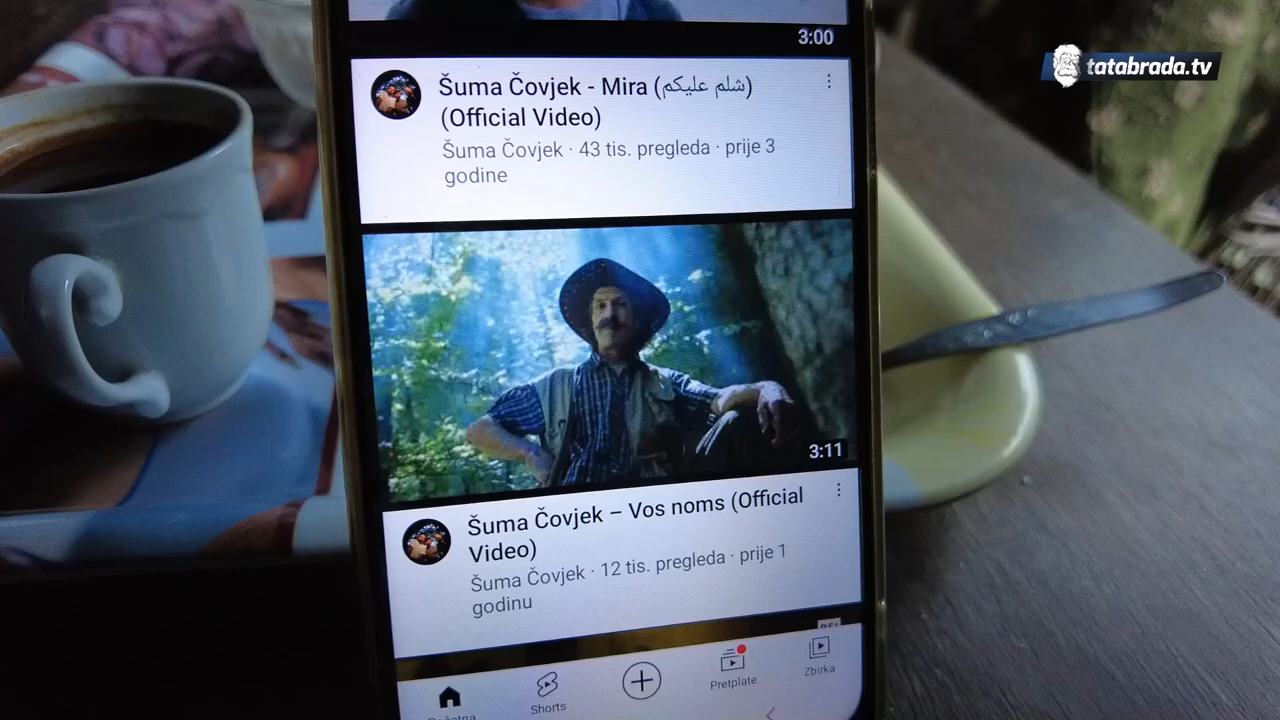 3:00
tatabrada.tv
Šuma Čovjek - Mira (شلم عليكم)
(Official Video)
Šuma Čovjek · 43 tis. pregleda · prije 3
godine
3:11
Šuma Čovjek – Vos noms (Official
Video)
Šuma Čovjek · 12 tis. pregleda · prije 1
godinu
Shorts
Pretplate
Zbirka